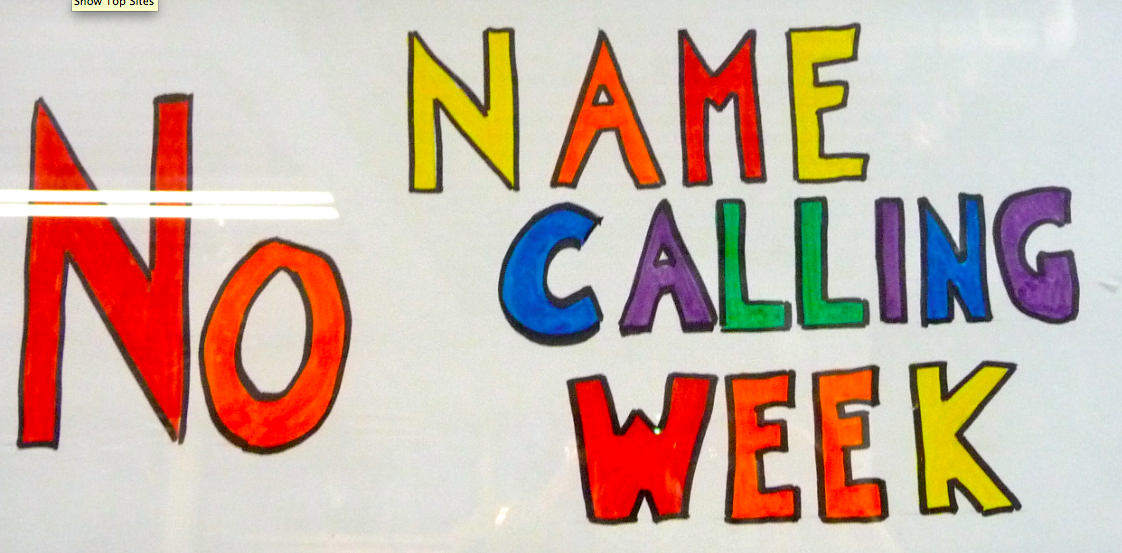 Show Top Sites
No
NAME
CALLING
WEEK